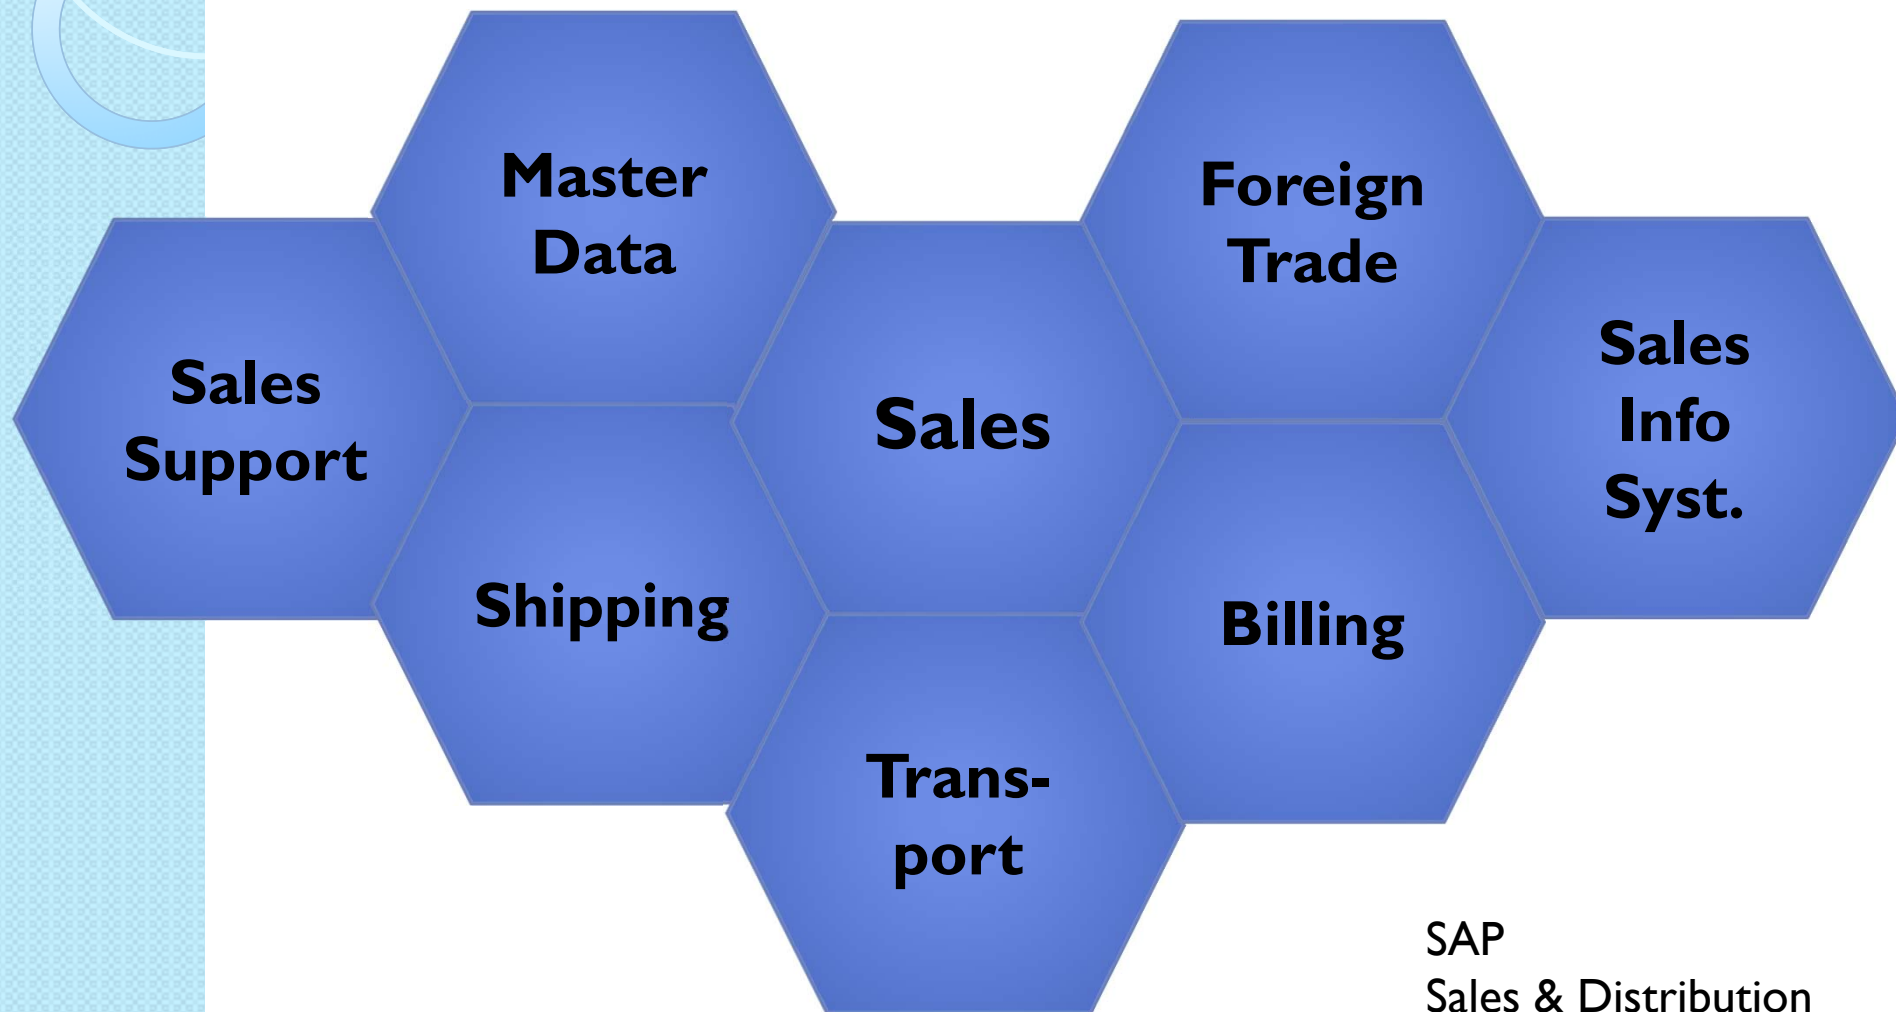 Master
Data
Foreign
Trade
Sales
Support
Sales
Sales
Info
Syst.
Shipping
Billing
Trans-
port
SAP
Sales & Distribution